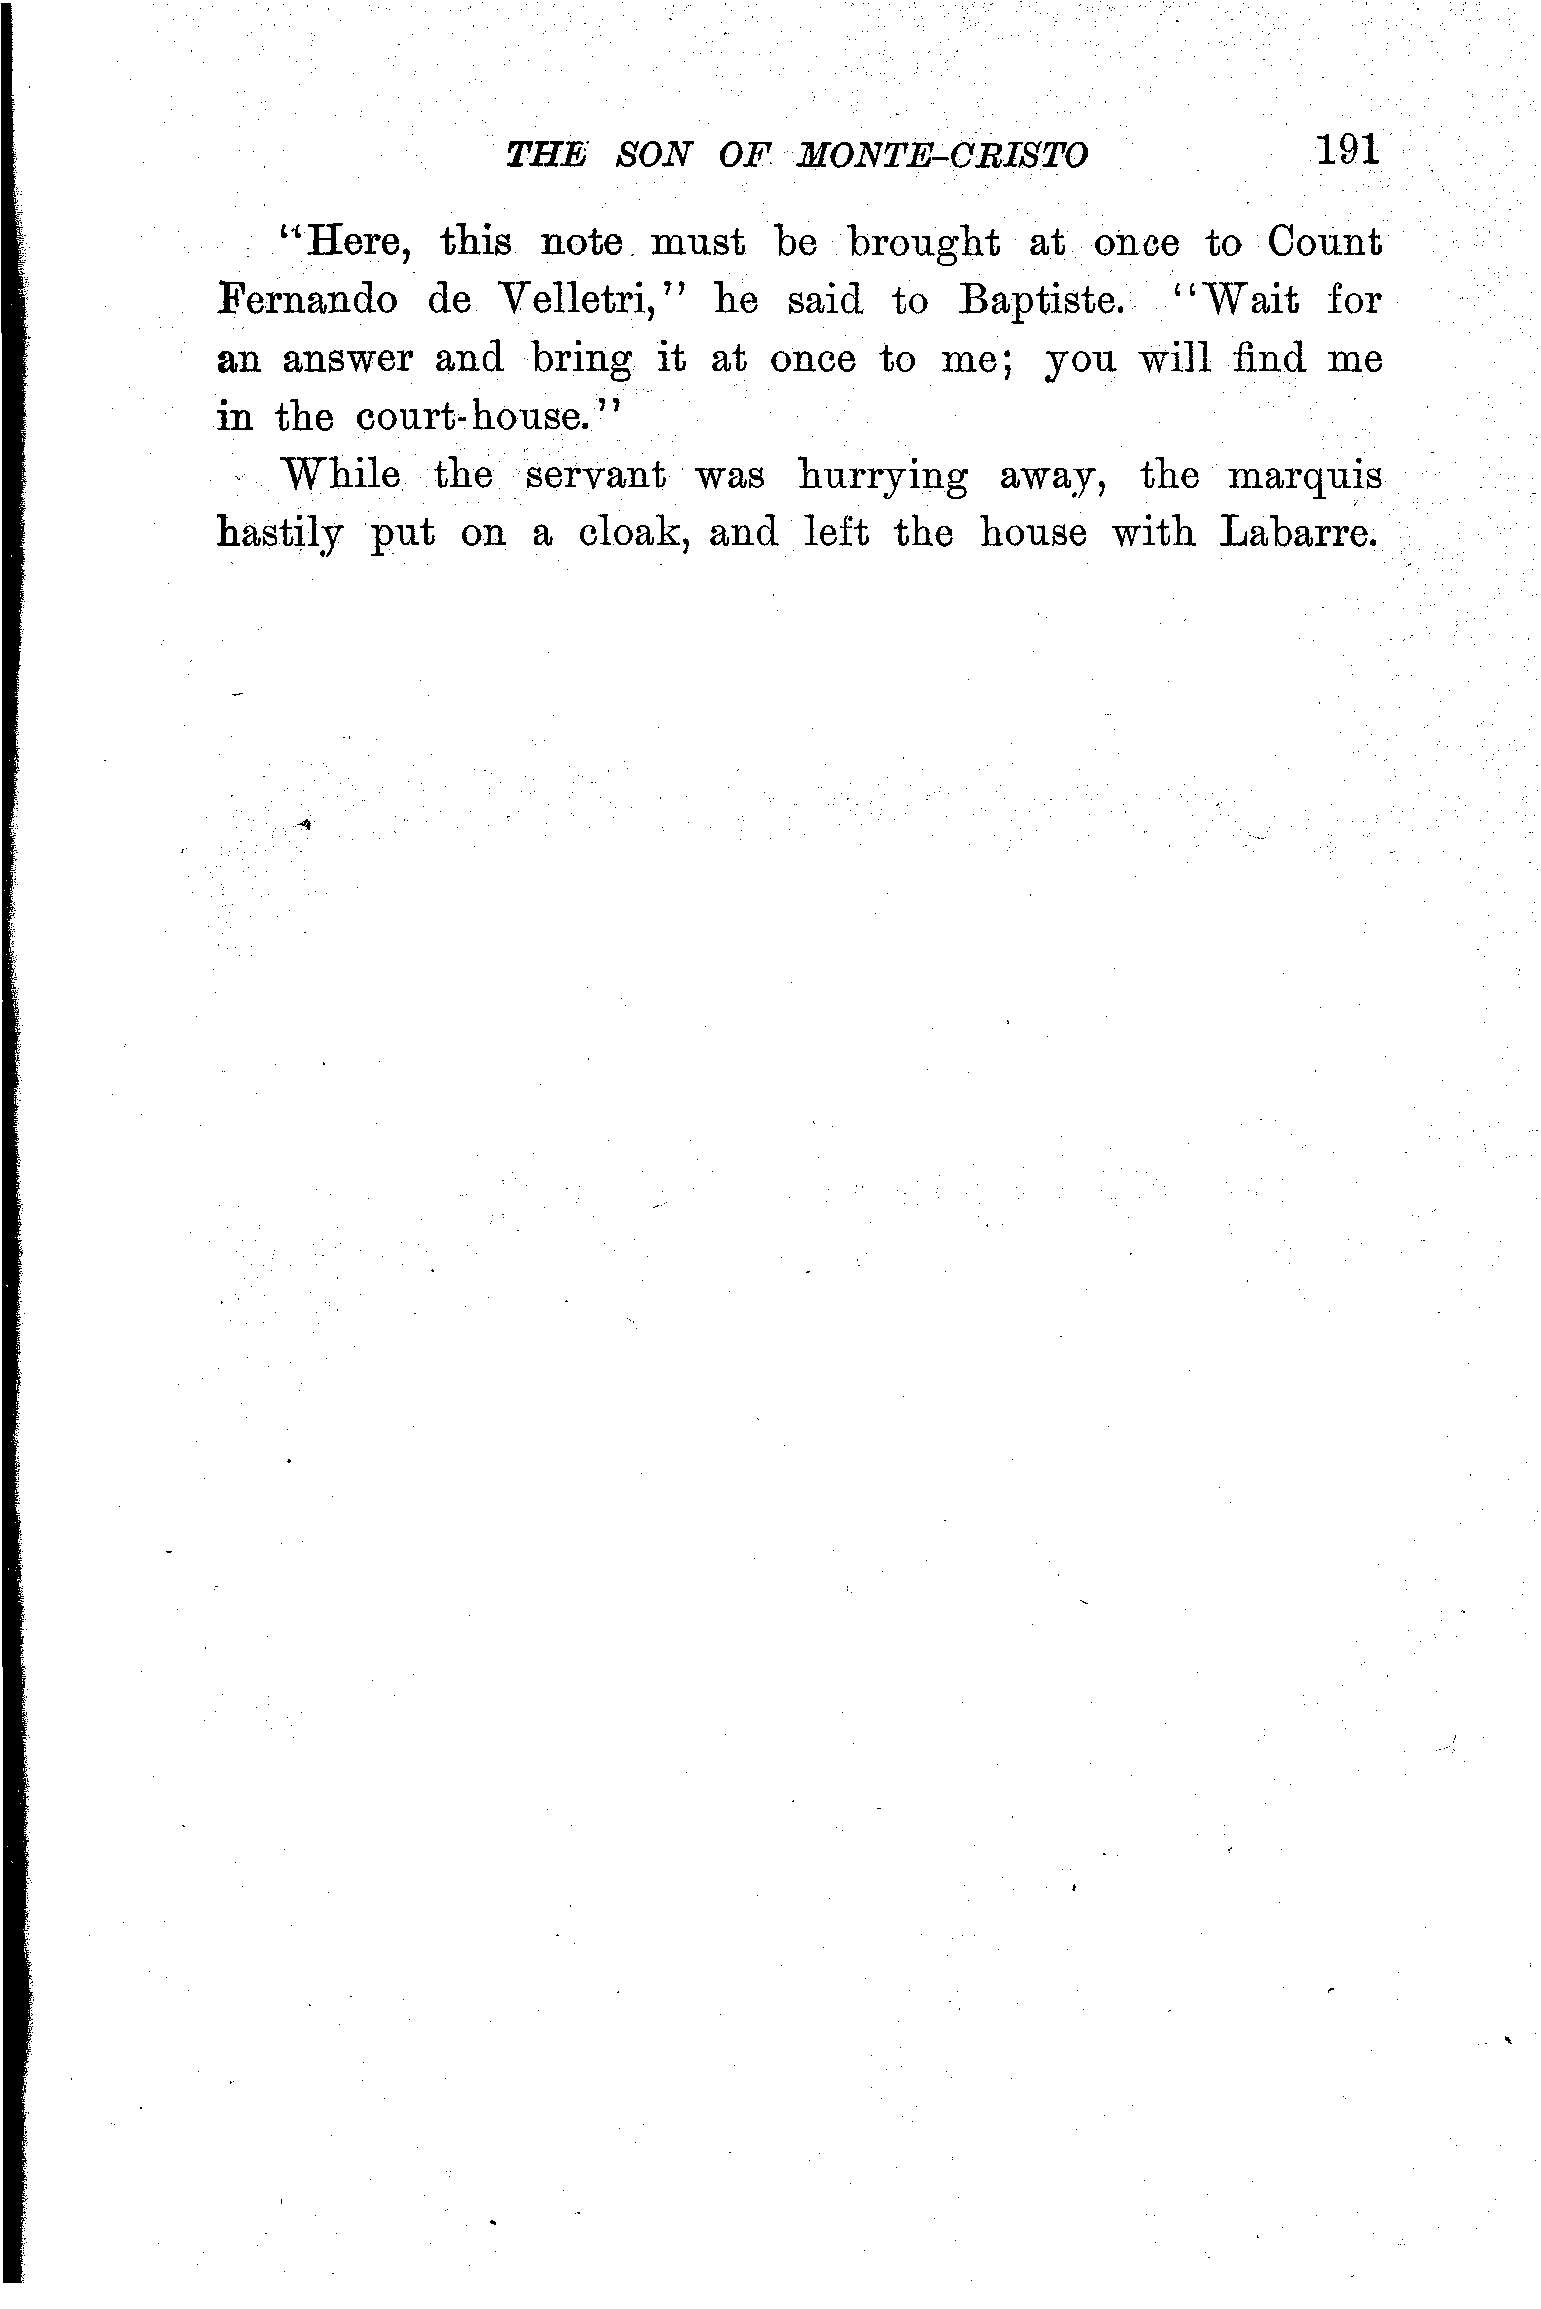 THE SON OF MONTE-CRISTO 191
"Here, this note must be brought at once to Count
Fernando de Velletri," he said to Baptiste. "Wait for
an answer and bring it at once to me; you will find me
in the court-house."
While the servant was hurrying away, the marquis
hastily put on a cloak, and left the house with Labarre.